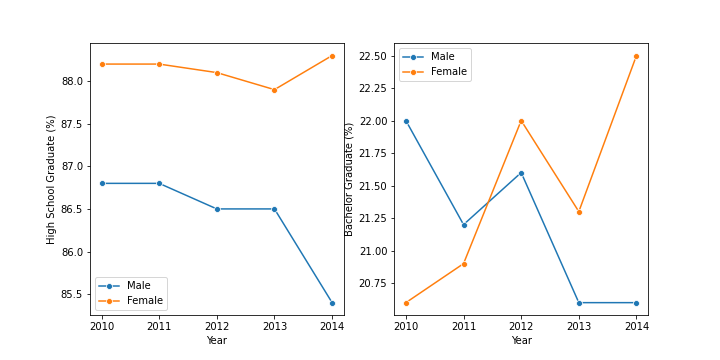 High School Graduate (%)
88.0
87.5
87.0
86.5
86.0
85.5
Male
Female
2010 2011 2012 2013 2014
Year
Bachelor Graduate (%)
22.50
22.25
22.00
21.75
21.50
21.25
21.00
20.75
Male
Female
2010 2011 2012 2013 2014
Year